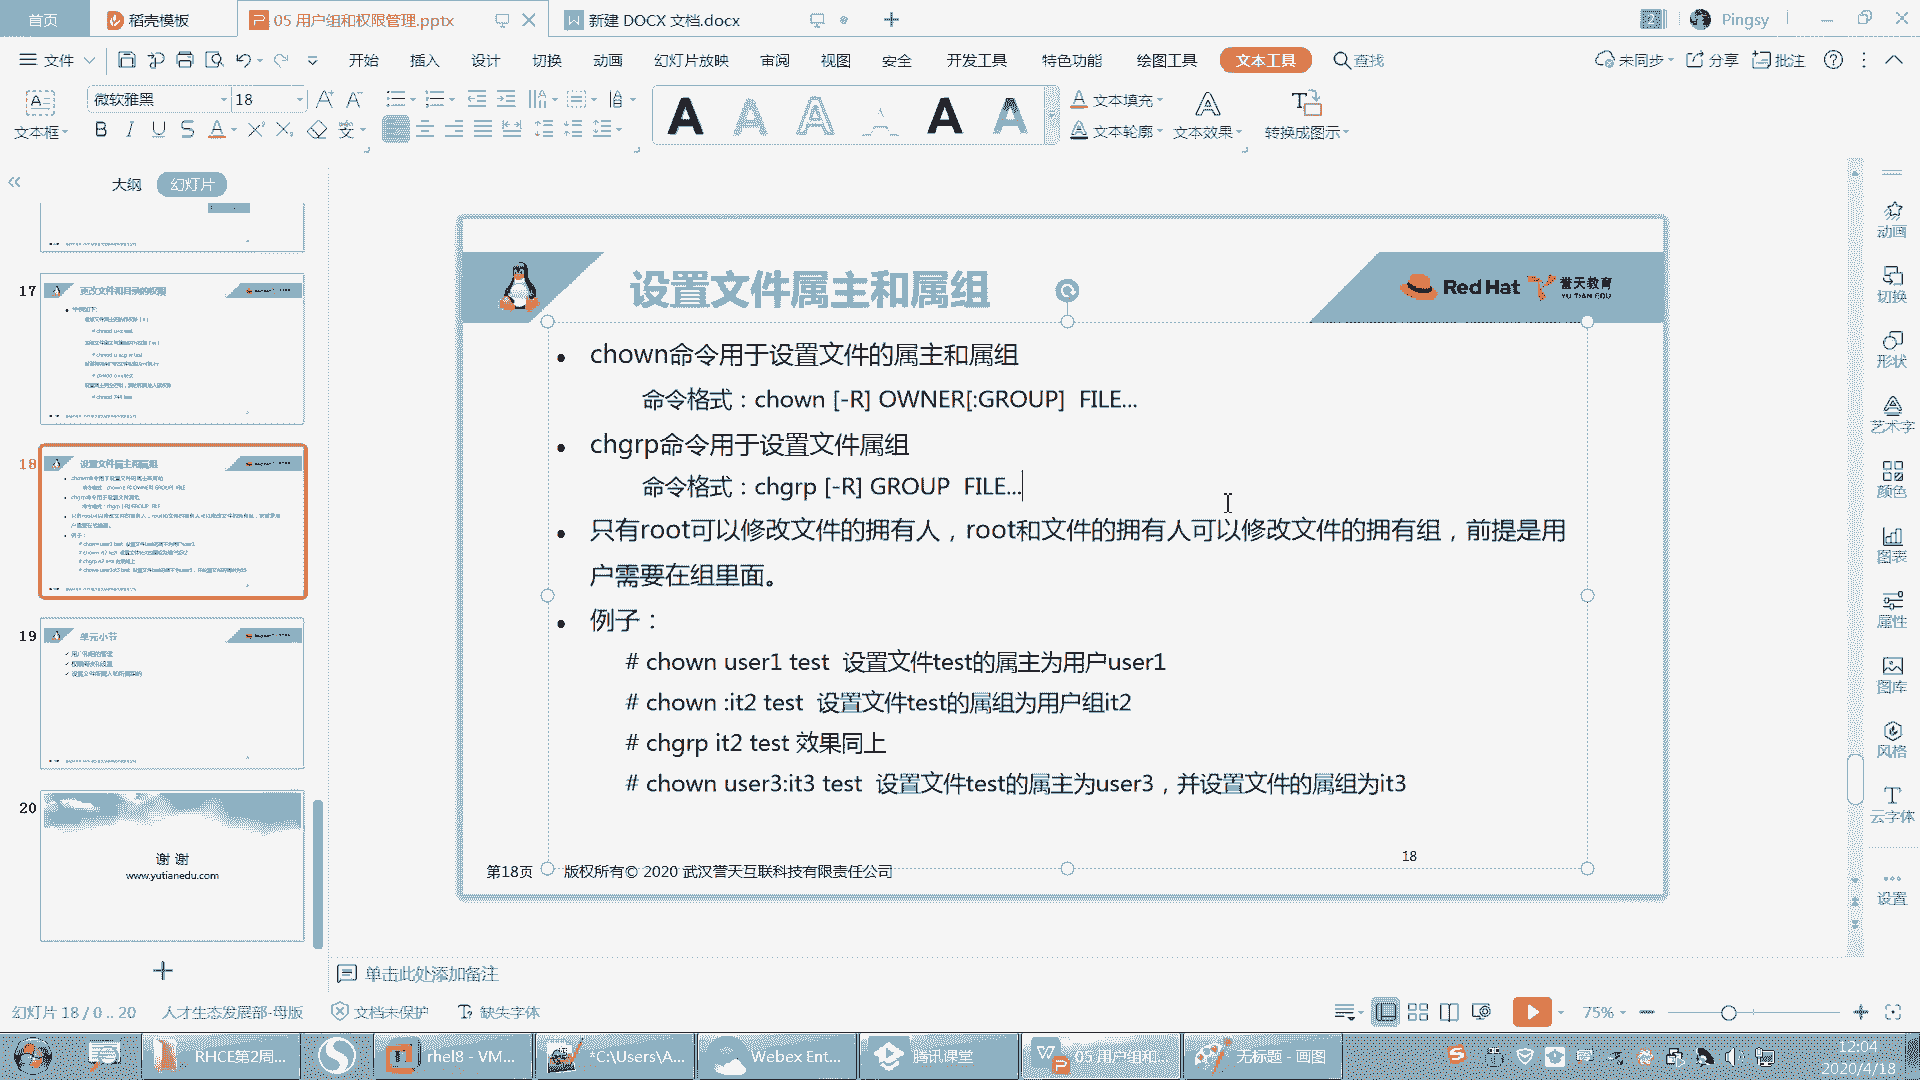 首页
稻壳模板
05 用户组和权限管理.pptx
新建 DOCX 文档.docx
Pingsy
文件
开始
插入
设计
切换
动画
幻灯片放映
审阅
视图
安全
开发工具
特色功能
绘图工具
文本工具
查找
未同步
分享
批注
文本框
微软雅黑
18
文本填充
文本轮廓
文本效果
转换成图示
大纲
幻灯片
17
更改文件和目录的权限
18
设置文件属主和属组
19
单元小节
用户和组的管理
20
谢 谢
www.yutianedu.com
设置文件属主和属组
Red Hat
誉天教育
YU TIAN EDU
• chown命令用于设置文件的属主和属组
命令格式：chown [-R] OWNER[:GROUP] FILE...
• chgrp命令用于设置文件属组
命令格式：chgrp [-R] GROUP FILE...
• 只有root可以修改文件的拥有人，root和文件的拥有人可以修改文件的拥有组，前提是用
户需要在组里面。
• 例子：
# chown user1 test 设置文件test的属主为用户user1
# chown :it2 test 设置文件test的属组为用户组it2
# chgrp it2 test 效果同上
# chown user3:it3 test 设置文件test的属主为user3，并设置文件的属组为it3
18
第18页
版权所有© 2020 武汉誉天互联科技有限责任公司
动画
切换
形状
艺术字
颜色
图表
属性
图库
风格
云字体
设置
单击此处添加备注
幻灯片 18 / 0 .. 20
人才生态发展部-母版
文档未保护
缺失字体
75%
RHCE第2周...
rhel8 - VM...
*C:\Users\A...
Webex Ent...
腾讯课堂
05 用户组和...
无标题 - 画图
12:04
2020/4/18